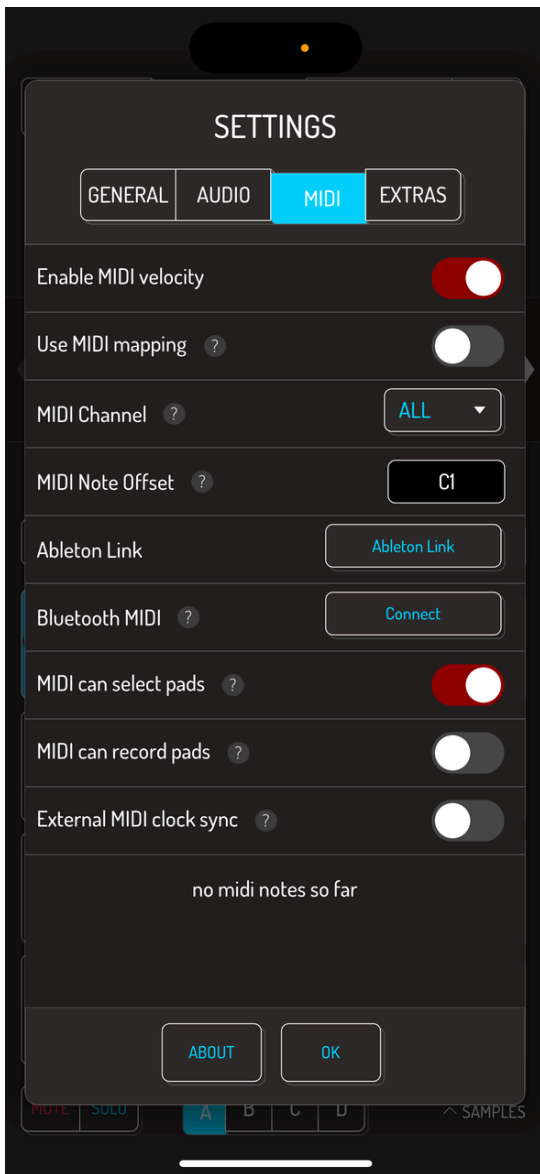 SETTINGS
GENERAL AUDIO MIDI EXTRAS
Enable MIDI velocity
Use MIDI mapping ?
MIDI Channel ? ALL
MIDI Note Offset ? C1
Ableton Link Ableton Link
Bluetooth MIDI ? Connect
MIDI can select pads ?
MIDI can record pads ?
External MIDI clock sync ?
no midi notes so far
ABOUT OK
MUTE SOLO A B C D SAMPLES